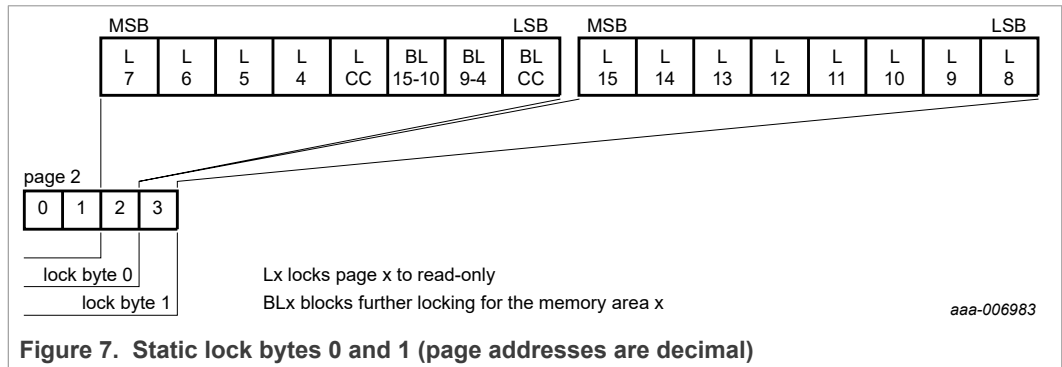 MSB LSB MSB LSB
L L L L L BL BL BL L L L L L L L L
7 6 5 4 CC 15-10 9-4 CC 15 14 13 12 11 10 9 8
page 2
0 1 2 3
lock byte 0 Lx locks page x to read-only
lock byte 1 BLx blocks further locking for the memory area x aaa-006983
Figure 7. Static lock bytes 0 and 1 (page addresses are decimal)